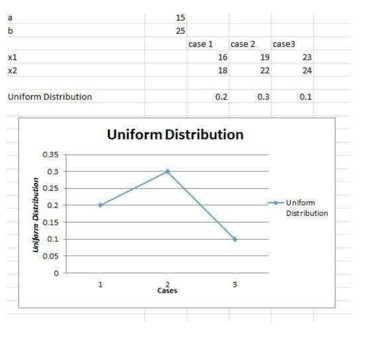 a 15
b 25
case 1 case 2 case3
x1 16 19 23
x2 18 22 24
Uniform Distribution 0.2 0.3 0.1
Uniform Distribution
0.35
0.3
0.25
0.2
0.15
0.1
0.05
0
Uniform Distribution
1 2 3
Cases
Uniform
Distribution